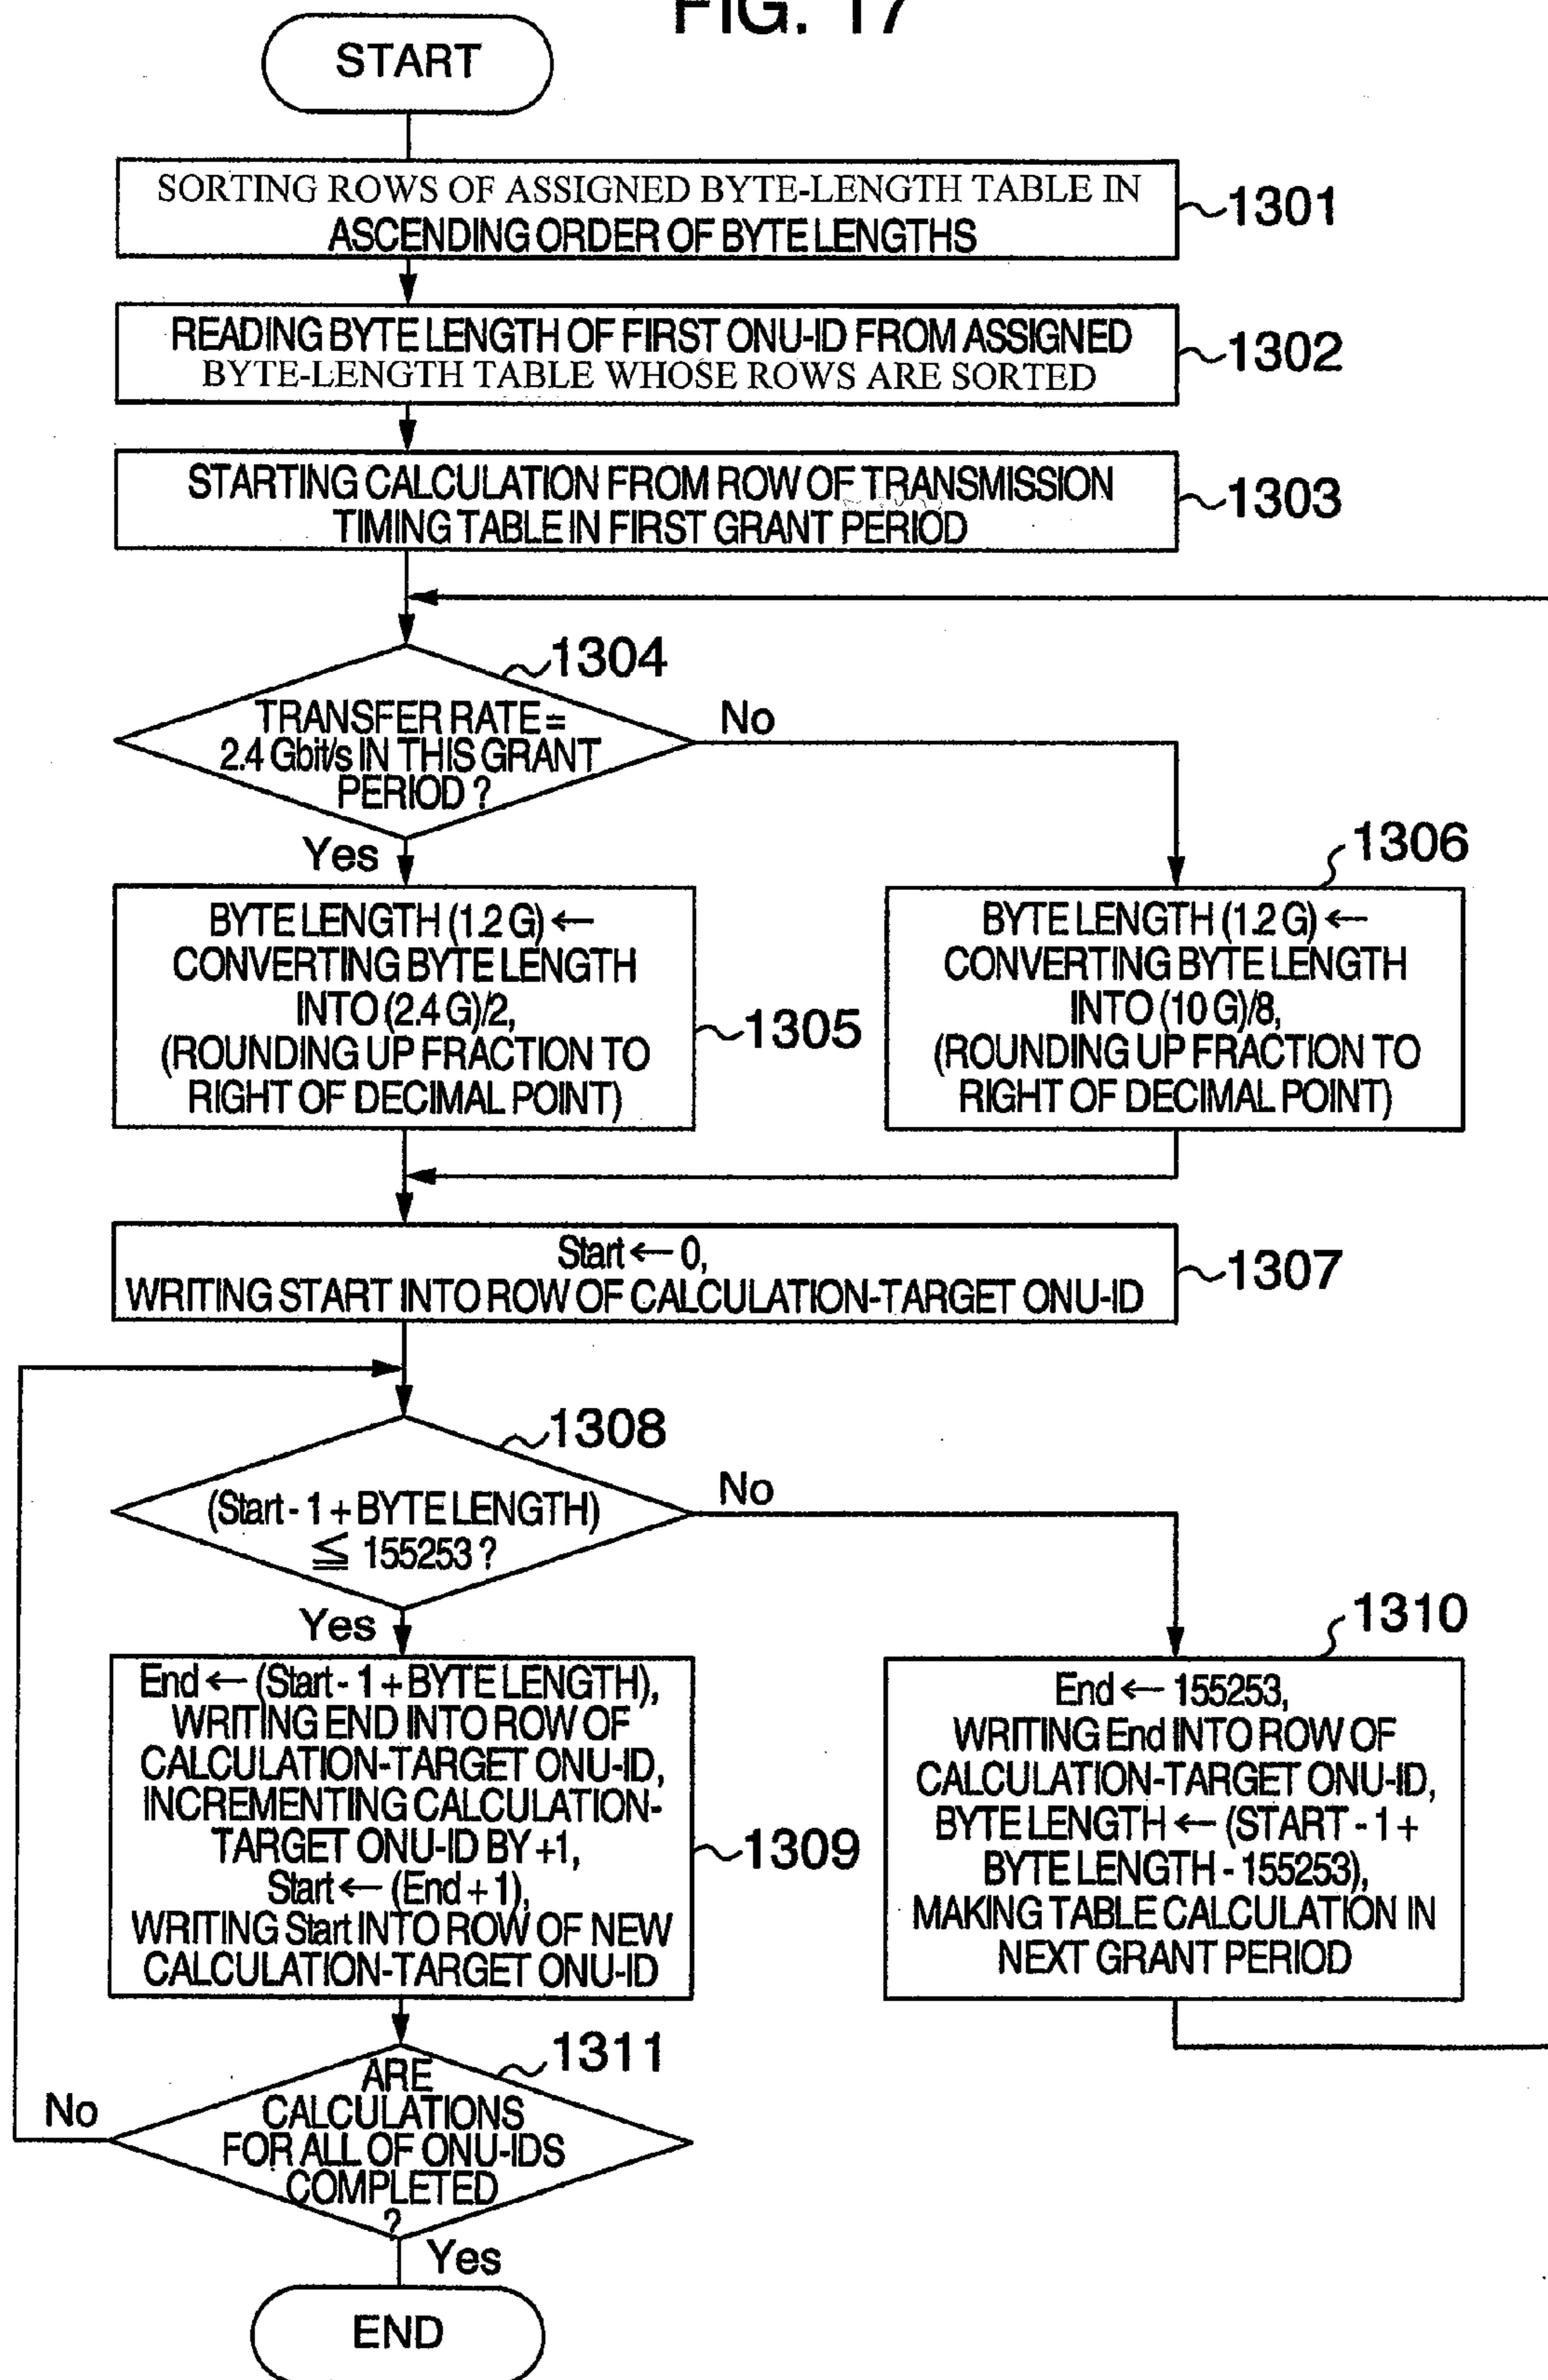 FIG. 17
START
SORTING ROWS OF ASSIGNED BYTE-LENGTH TABLE IN
ASCENDING ORDER OF BYTE LENGTHS
1301
READING BYTE LENGTH OF FIRST ONU-ID FROM ASSIGNED
BYTE-LENGTH TABLE WHOSE ROWS ARE SORTED
1302
STARTING CALCULATION FROM ROW OF TRANSMISSION
TIMING TABLE IN FIRST GRANT PERIOD
1303
1304
TRANSFER RATE =
2.4 Gbit/s IN THIS GRANT
PERIOD ?
No
Yes
BYTE LENGTH (1.2 G) ←
CONVERTING BYTE LENGTH
INTO (2.4 G)/2,
(ROUNDING UP FRACTION TO
RIGHT OF DECIMAL POINT)
1305
1306
BYTE LENGTH (1.2 G) ←
CONVERTING BYTE LENGTH
INTO (10 G)/8,
(ROUNDING UP FRACTION TO
RIGHT OF DECIMAL POINT)
Start ← 0,
WRITING START INTO ROW OF CALCULATION-TARGET ONU-ID
1307
1308
(Start - 1 + BYTE LENGTH)
≦ 155253 ?
No
Yes
End ← (Start - 1 + BYTE LENGTH),
WRITING END INTO ROW OF
CALCULATION-TARGET ONU-ID,
INCREMENTING CALCULATION-
TARGET ONU-ID BY +1,
Start ← (End + 1),
WRITING Start INTO ROW OF NEW
CALCULATION-TARGET ONU-ID
1309
1310
End ← 155253,
WRITING End INTO ROW OF
CALCULATION-TARGET ONU-ID,
BYTE LENGTH ← (START - 1 +
BYTE LENGTH - 155253),
MAKING TABLE CALCULATION IN
NEXT GRANT PERIOD
1311
ARE
CALCULATIONS
FOR ALL OF ONU-IDS
COMPLETED
?
No
Yes
END